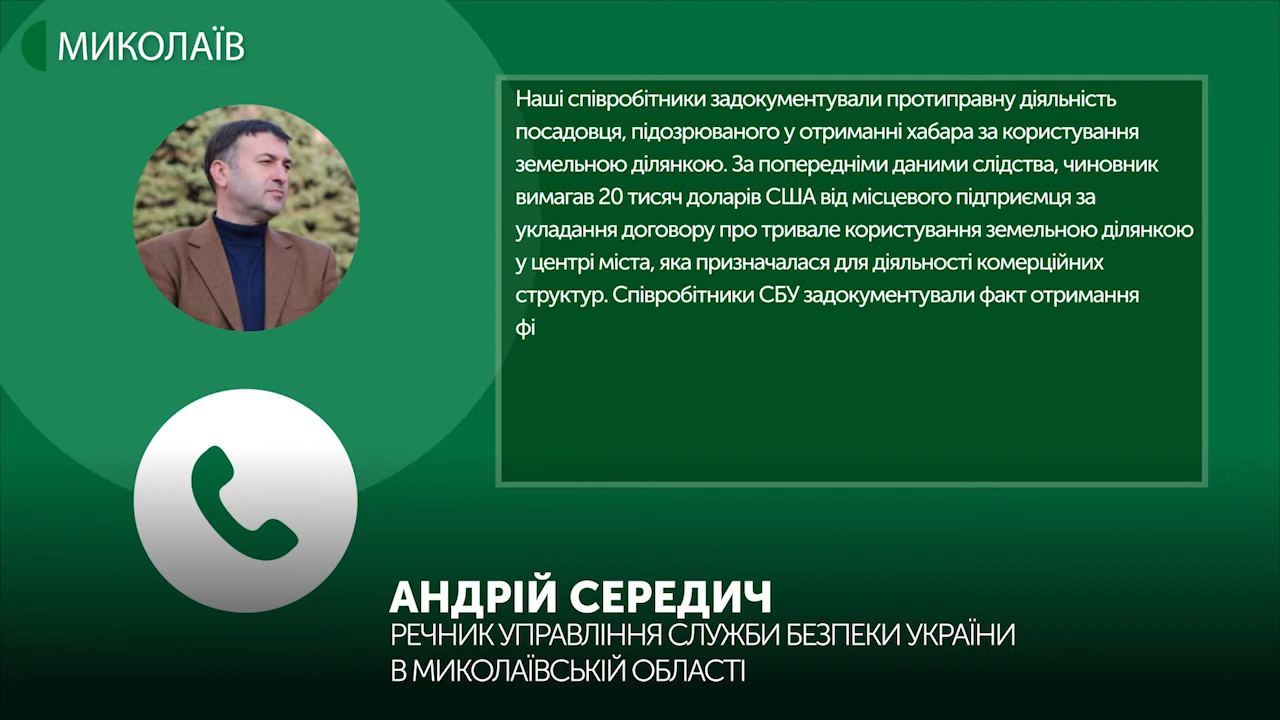 МИКОЛАЇВ
Наші співробітники задокументували протиправну діяльність
посадовця, підозрюваного у отриманні хабара за користування
земельною ділянкою. За попередніми даними слідства, чиновник
вимагав 20 тисяч доларів США від місцевого підприємця за
укладання договору про тривале користування земельною ділянкою
у центрі міста, яка призначалася для діяльності комерційних
структур. Співробітники СБУ задокументували факт отримання
фі
АНДРІЙ СЕРЕДИЧ
РЕЧНИК УПРАВЛІННЯ СЛУЖБИ БЕЗПЕКИ УКРАЇНИ
В МИКОЛАЇВСЬКІЙ ОБЛАСТІ